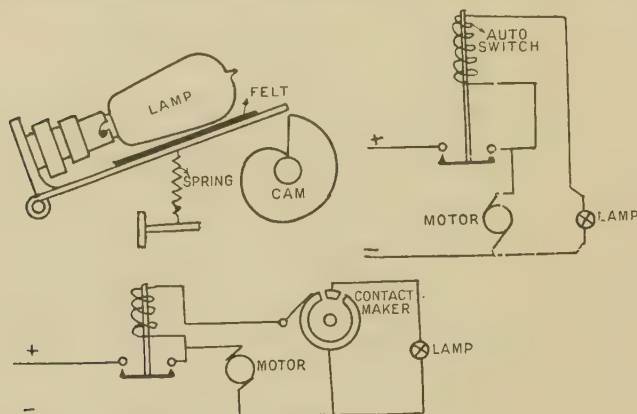 LAMP
FELT
SPRING
CAM
AUTO
SWITCH
+
MOTOR
LAMP
−
CONTACT
MAKER
+
MOTOR
LAMP
−